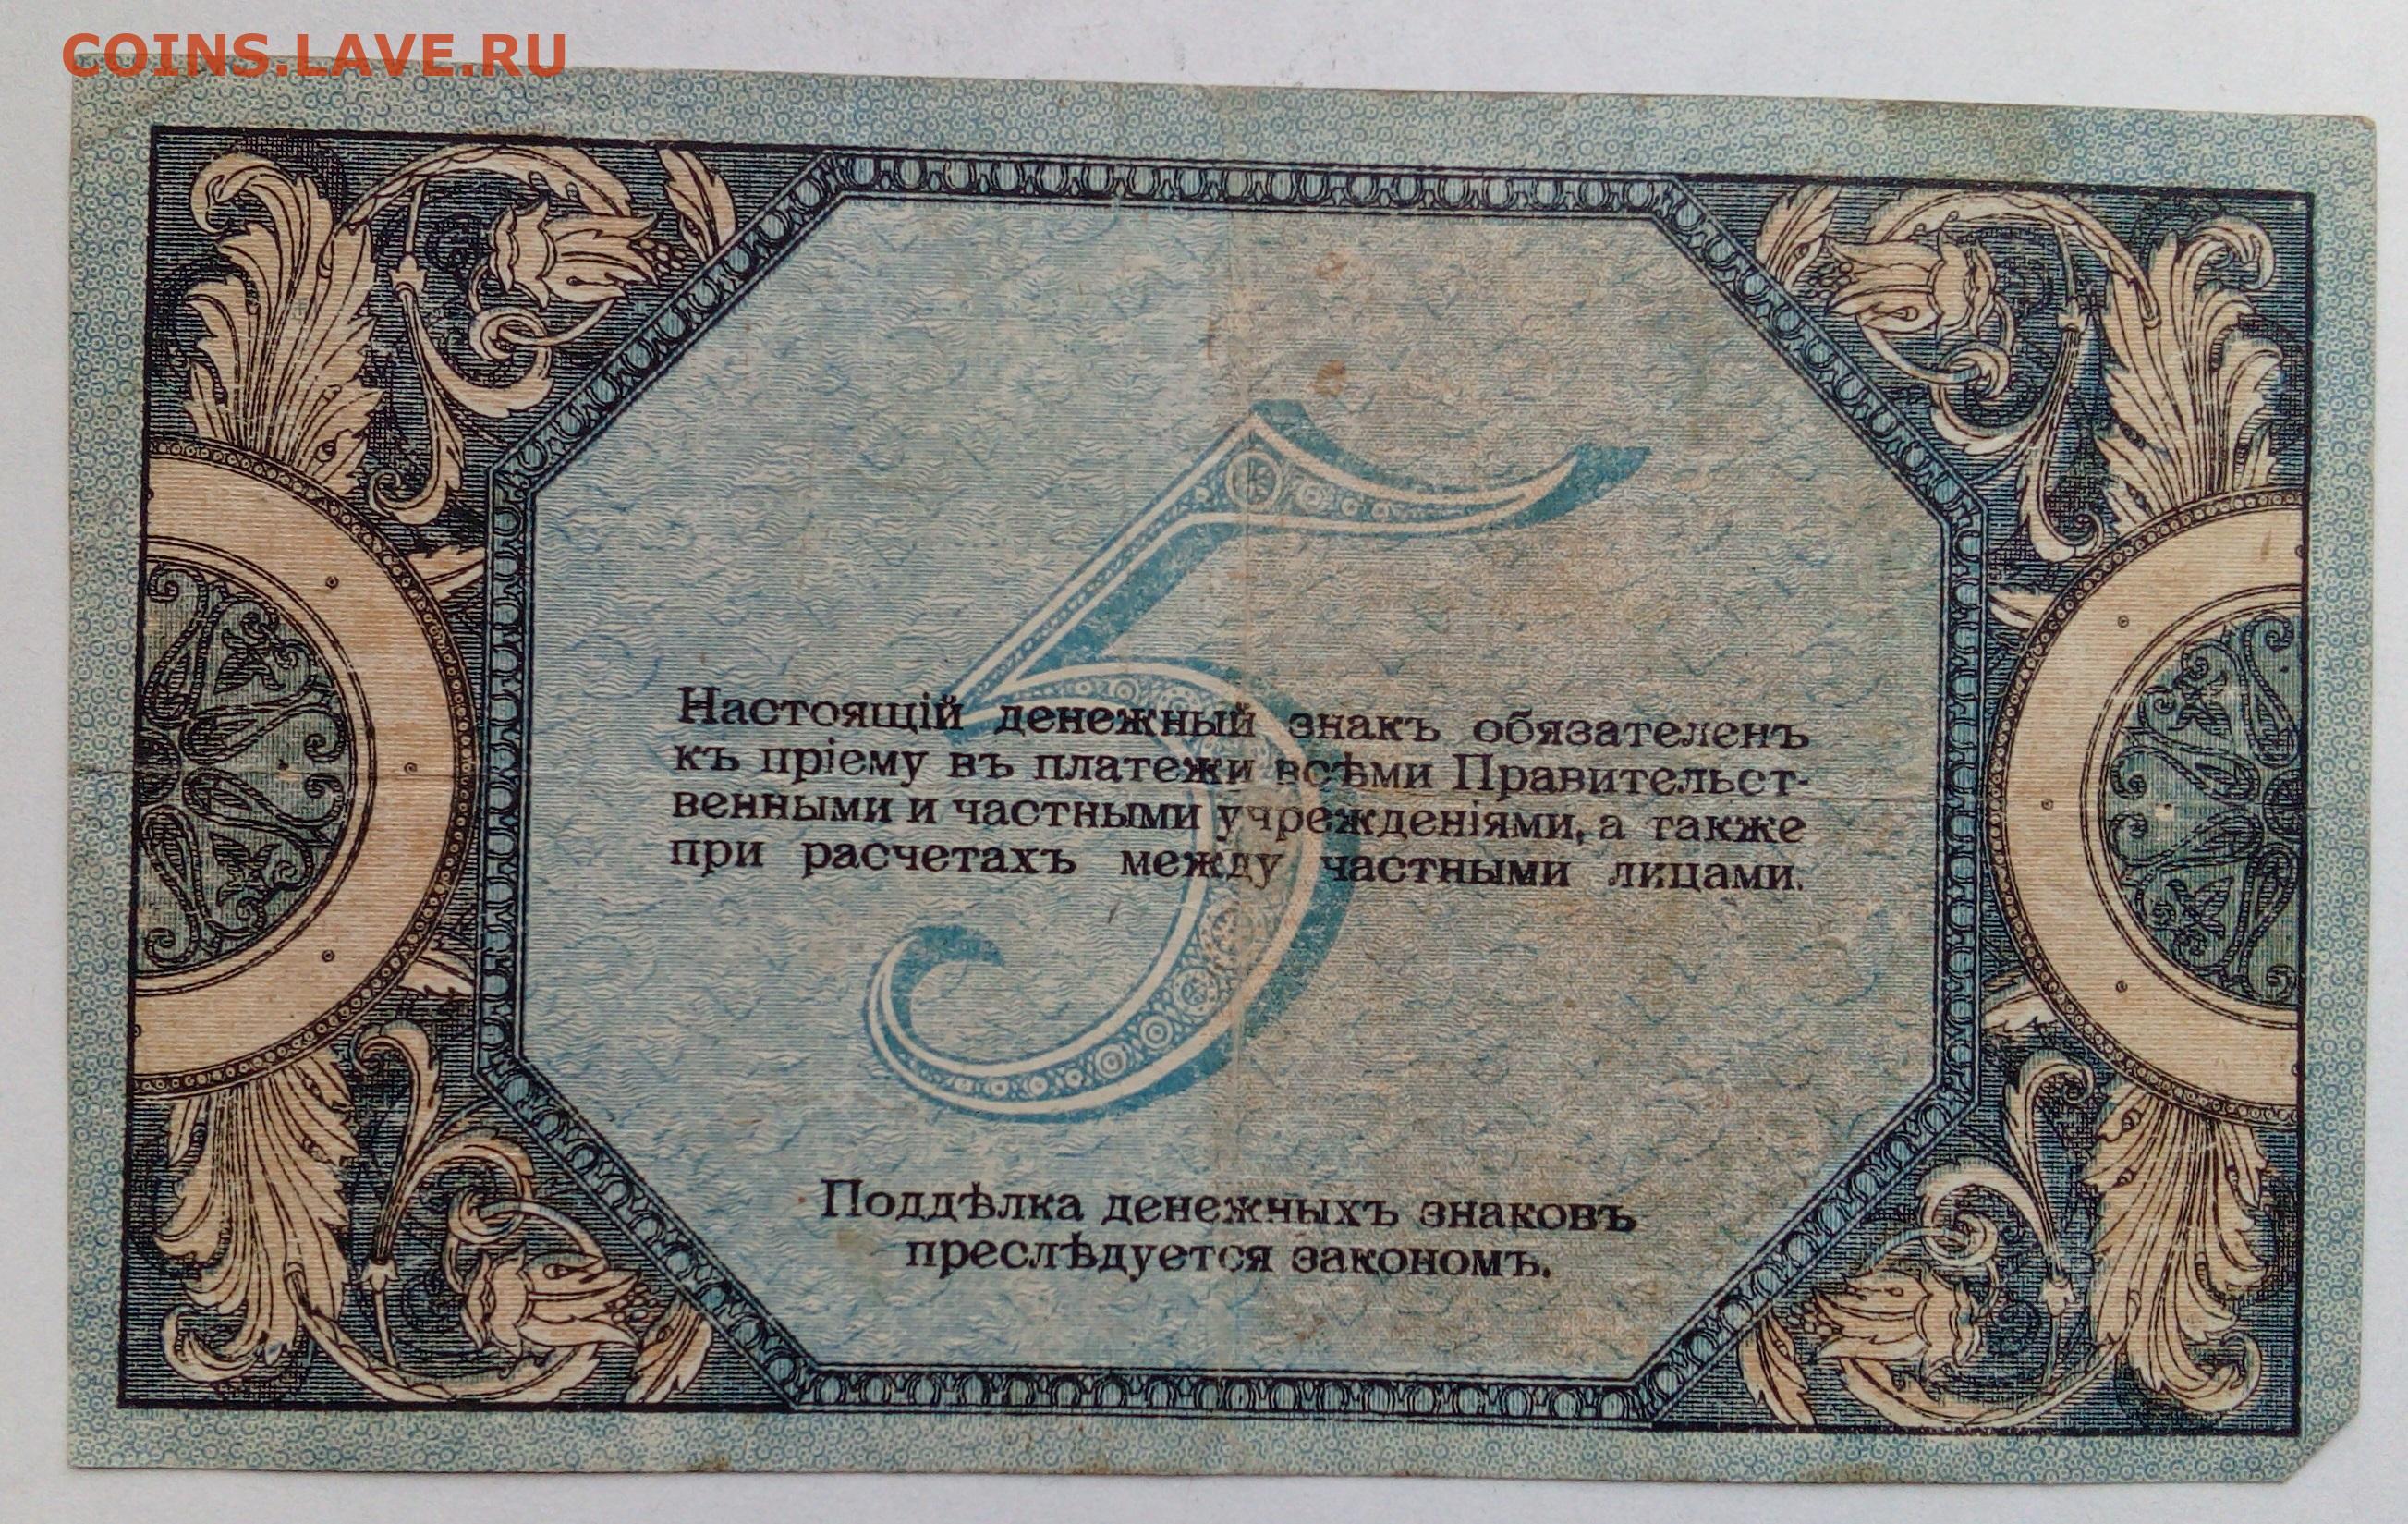 COINS.LAVE.RU
5
Настоящій денежный знакъ обязателенъ
къ пріему въ платежи всѣми Правительст-
венными и частными учрежденіями, а также
при расчетахъ между частными лицами.
Поддѣлка денежныхъ знаковъ
преслѣдуется закономъ.